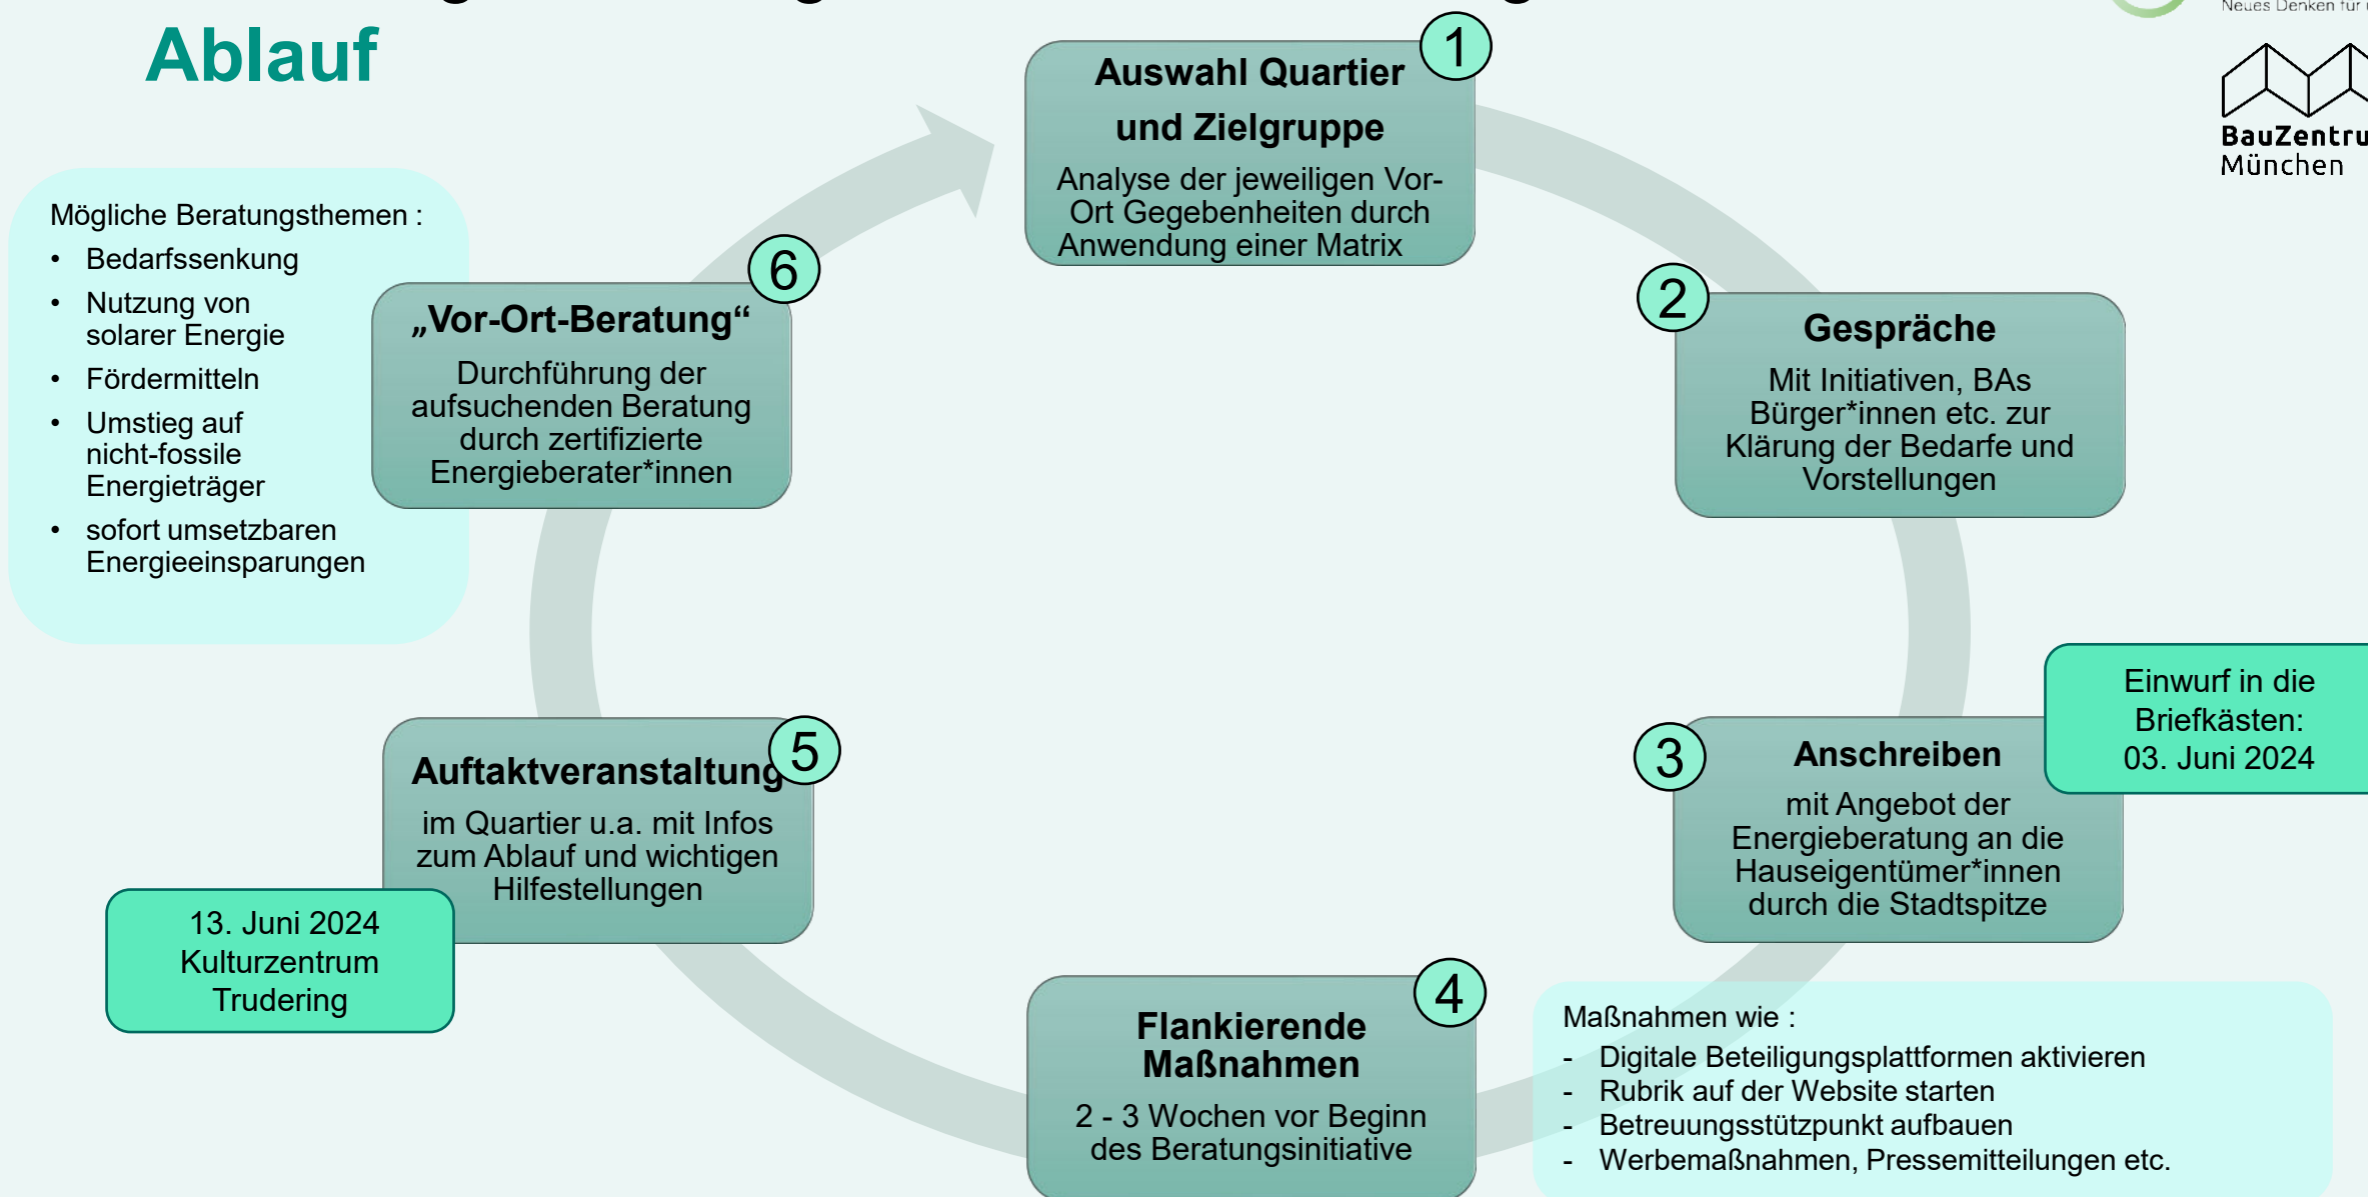 Neues Denken für
Ablauf
BauZentru
München
1
Auswahl Quartier
und Zielgruppe
Analyse der jeweiligen Vor-
Ort Gegebenheiten durch
Anwendung einer Matrix
2
Gespräche
Mit Initiativen, BAs
Bürger*innen etc. zur
Klärung der Bedarfe und
Vorstellungen
3
Anschreiben
mit Angebot der
Energieberatung an die
Hauseigentümer*innen
durch die Stadtspitze
Einwurf in die
Briefkästen:
03. Juni 2024
4
Flankierende
Maßnahmen
2 - 3 Wochen vor Beginn
des Beratungsinitiative
Maßnahmen wie :
- Digitale Beteiligungsplattformen aktivieren
- Rubrik auf der Website starten
- Betreuungsstützpunkt aufbauen
- Werbemaßnahmen, Pressemitteilungen etc.
5
Auftaktveranstaltung
im Quartier u.a. mit Infos
zum Ablauf und wichtigen
Hilfestellungen
13. Juni 2024
Kulturzentrum
Trudering
6
„Vor-Ort-Beratung“
Durchführung der
aufsuchenden Beratung
durch zertifizierte
Energieberater*innen
Mögliche Beratungsthemen :
• Bedarfssenkung
• Nutzung von
solarer Energie
• Fördermitteln
• Umstieg auf
nicht-fossile
Energieträger
• sofort umsetzbaren
Energieeinsparungen